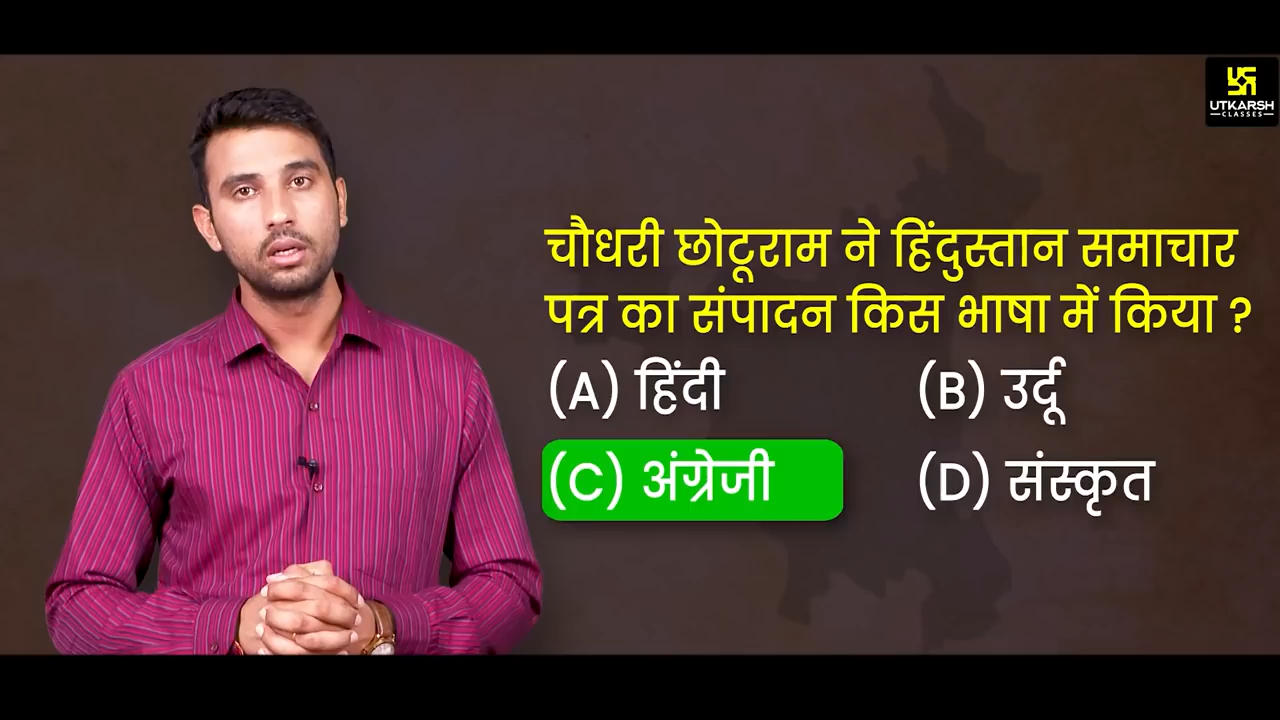 UTKARSH
CLASSES
चौधरी छोटूराम ने हिंदुस्तान समाचार
पत्र का संपादन किस भाषा में किया ?
(A) हिंदी (B) उर्दू
(C) अंग्रेजी (D) संस्कृत